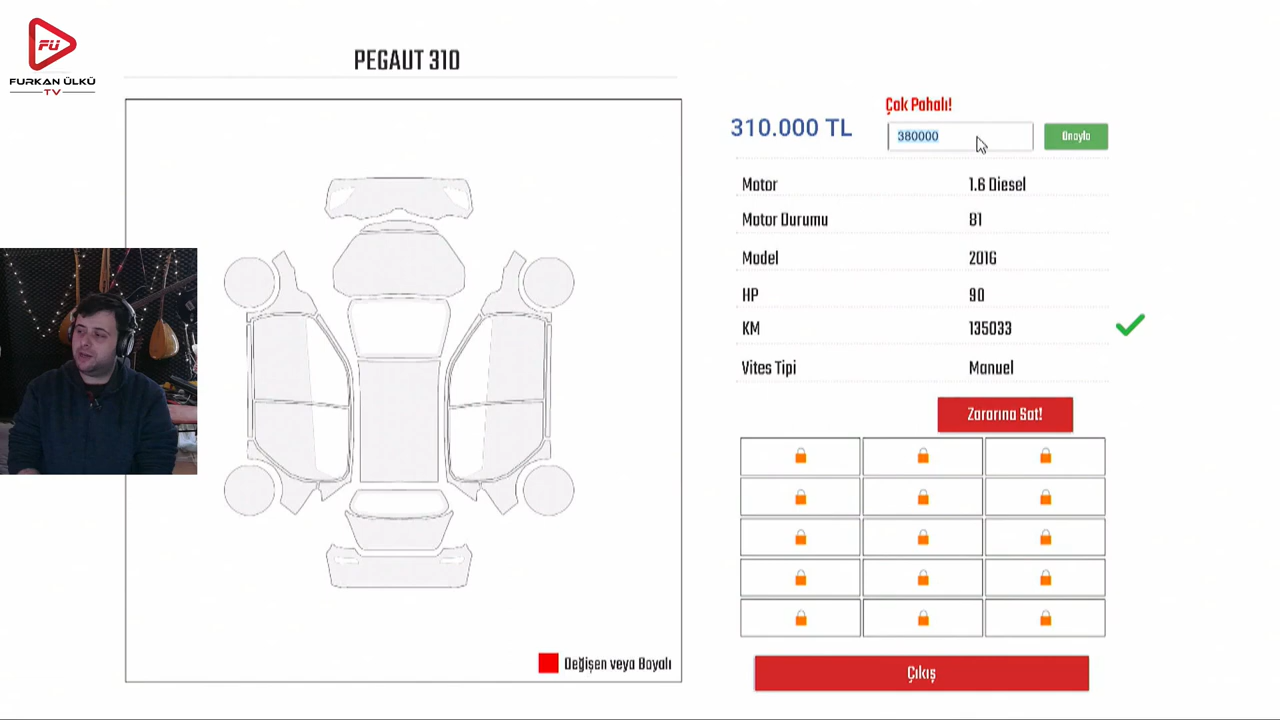 FU
FURKAN ÜLKÜ
TV
PEGAUT 310
Çok Pahalı!
310.000 TL
380000
Onayla
Motor 1.6 Diesel
Motor Durumu 81
Model 2016
HP 90
KM 135033
Vites Tipi Manuel
Zararına Sat!
Değişen veya Boyalı
Çıkış